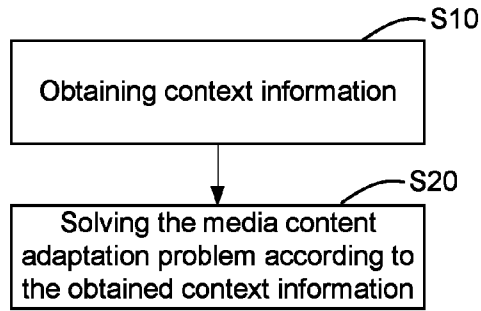 S10
Obtaining context information
S20
Solving the media content
adaptation problem according to
the obtained context information